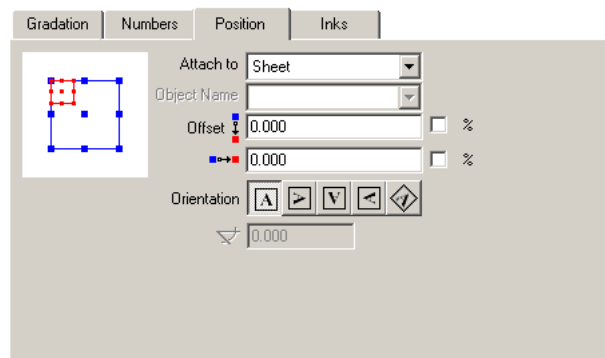 Gradation Numbers Position Inks
Attach to Sheet
Object Name
Offset 0.000 %
0.000 %
Orientation A A A A A
0.000